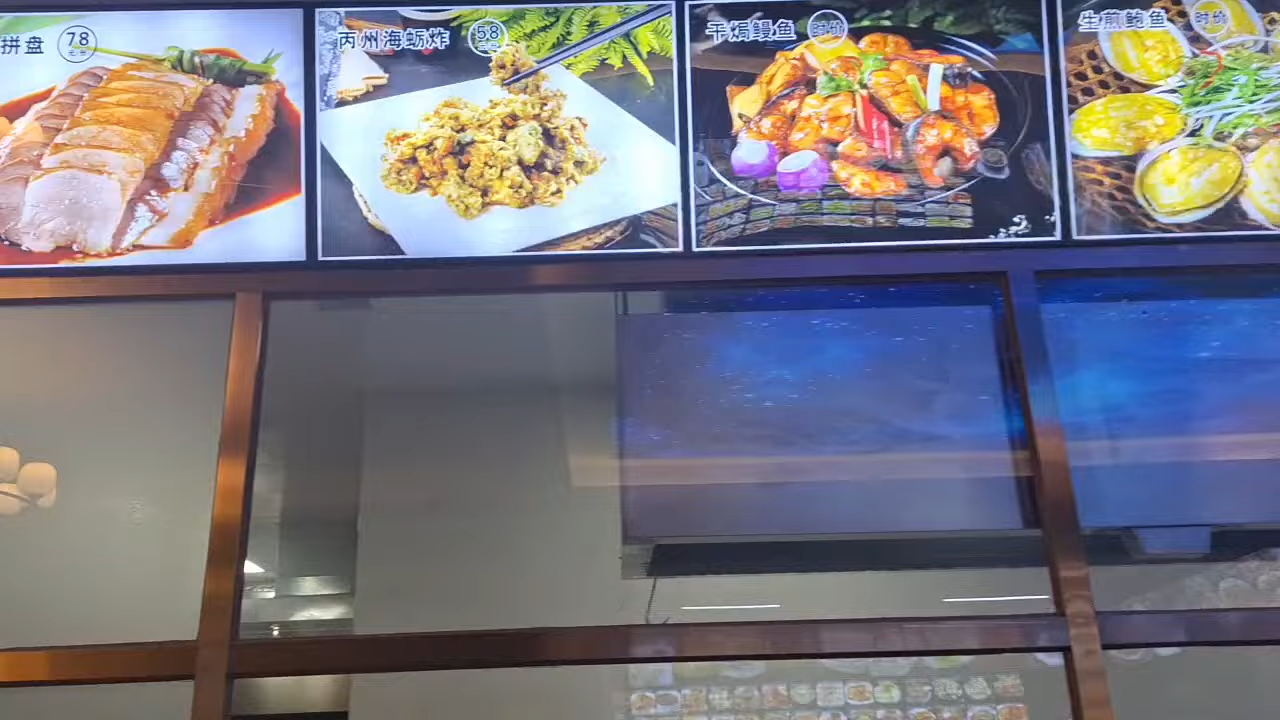 拼盘 78
丙州海蛎炸 58
干焗鳗鱼 时价
生煎鲍鱼 时价